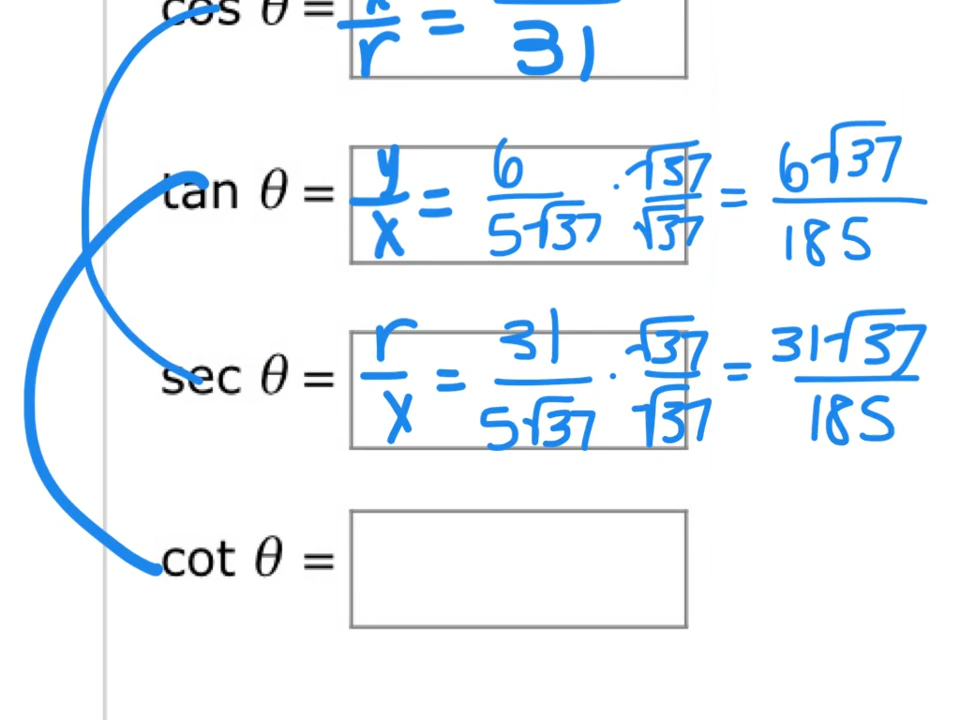 cos θ = x/r = /31
tan θ = y/x = 6/5√37 · √37/√37 = 6√37/185
sec θ = r/x = 31/5√37 · √37/√37 = 31√37/185
cot θ =